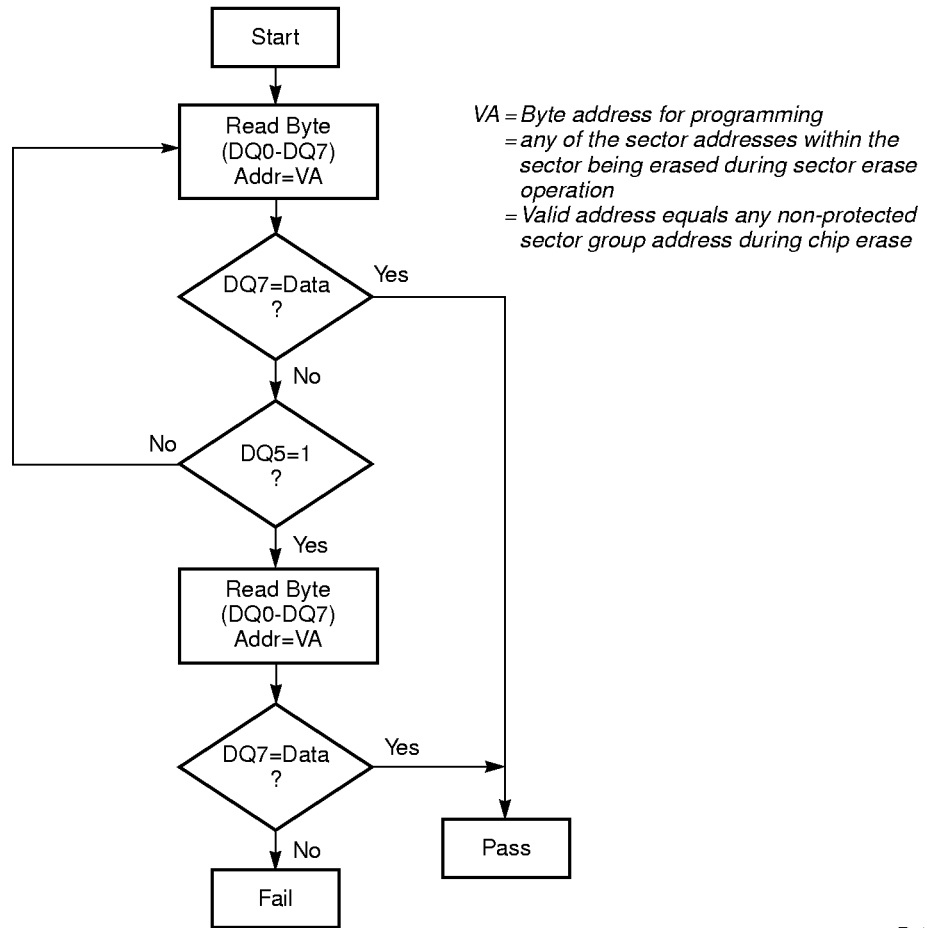 Start
Read Byte
(DQ0-DQ7)
Addr=VA
VA = Byte address for programming
= any of the sector addresses within the
sector being erased during sector erase
operation
= Valid address equals any non-protected
sector group address during chip erase
DQ7=Data
?
Yes
No
DQ5=1
?
No
Yes
Read Byte
(DQ0-DQ7)
Addr=VA
DQ7=Data
?
Yes
No
Pass
Fail